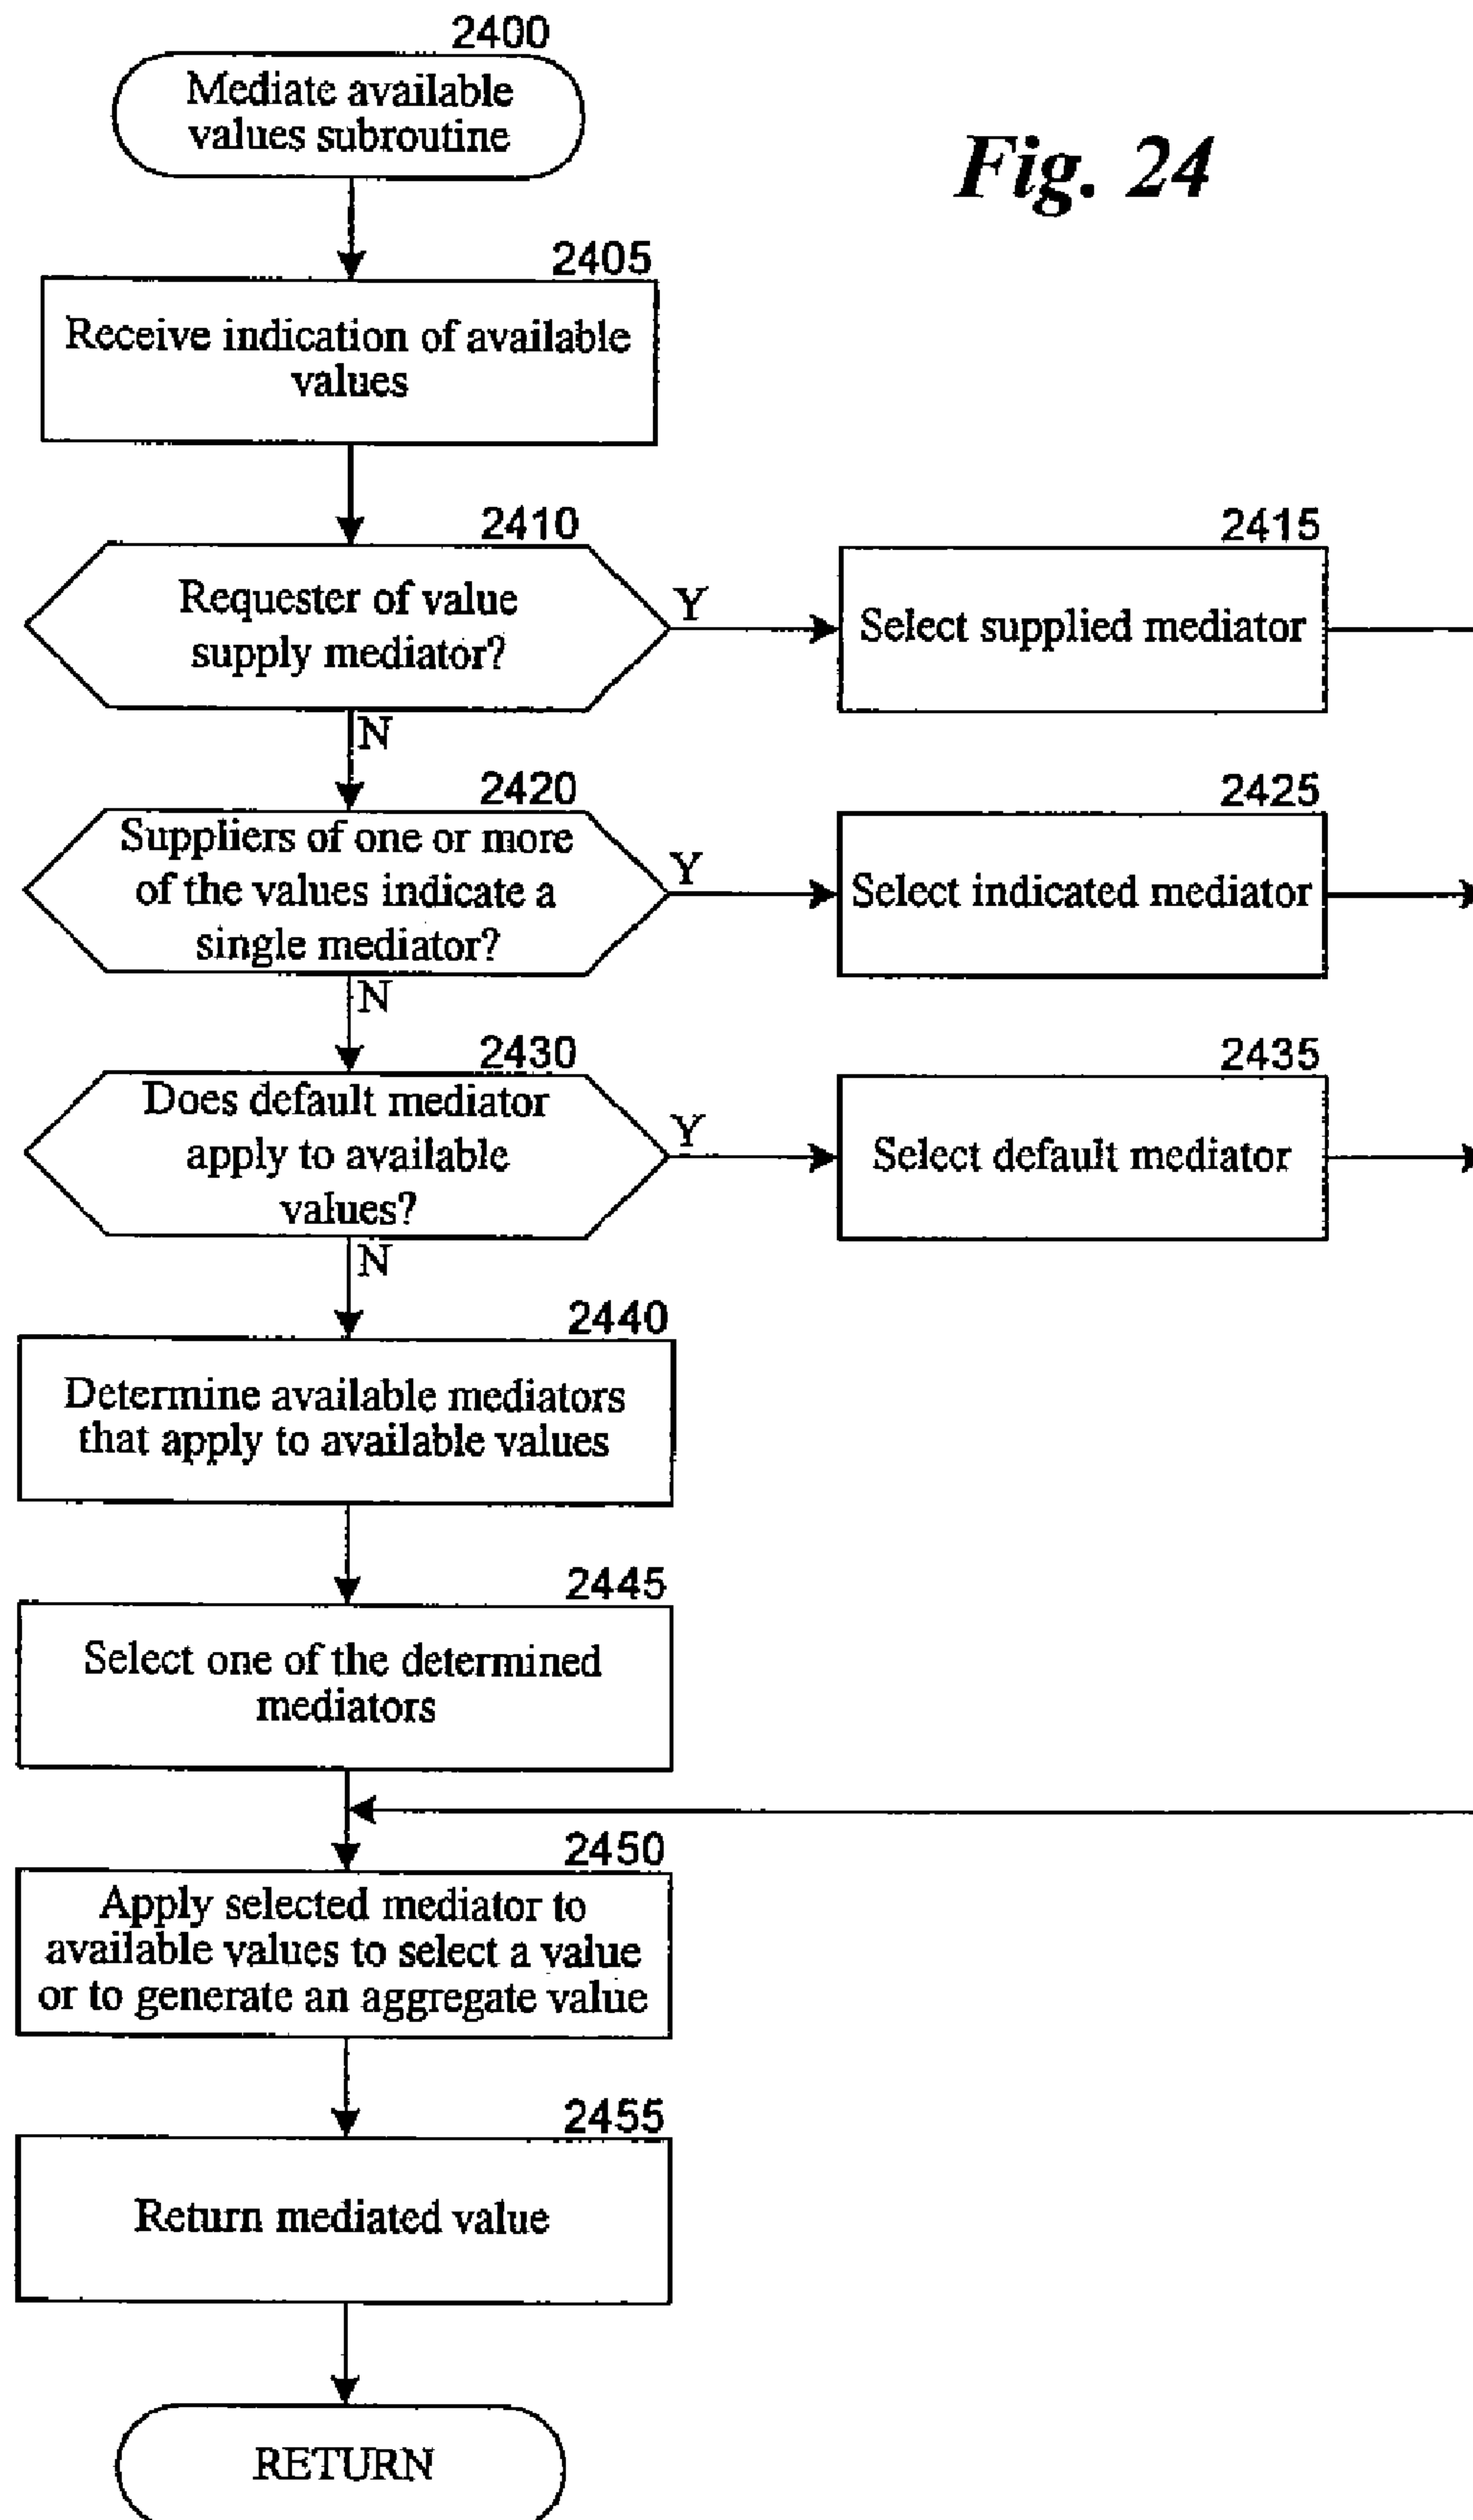 2400
Mediate available
values subroutine
Fig. 24
2405
Receive indication of available
values
2410
Requester of value
supply mediator?
Y
2415
Select supplied mediator
N
2420
Suppliers of one or more
of the values indicate a
single mediator?
Y
2425
Select indicated mediator
N
2430
Does default mediator
apply to available
values?
Y
2435
Select default mediator
N
2440
Determine available mediators
that apply to available values
2445
Select one of the determined
mediators
2450
Apply selected mediator to
available values to select a value
or to generate an aggregate value
2455
Return mediated value
RETURN